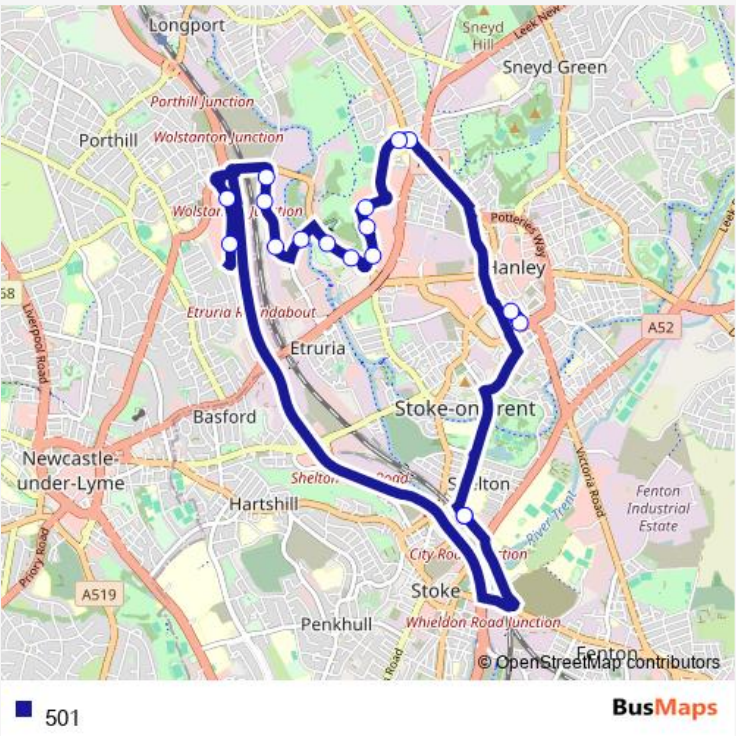 Longport
Sneyd
Hill
Leek New
Sneyd Green
Porthill Junction
Porthill
Wolstanton Junction
Potteries Way
Leek
Hanley
58
Etruria Roundabout
A52
Liverpool Road
Etruria
Basford
Stoke-on-Trent
Newcastle-
under-Lyme
Shelton
Road
Hartshill
Victoria Road
River Trent
Fenton
Industrial
Estate
Priory Road
City Road Junction
A519
Stoke
Penkhull
Whieldon Road Junction
Road
Fenton
© OpenStreetMap contributors
501
BusMaps